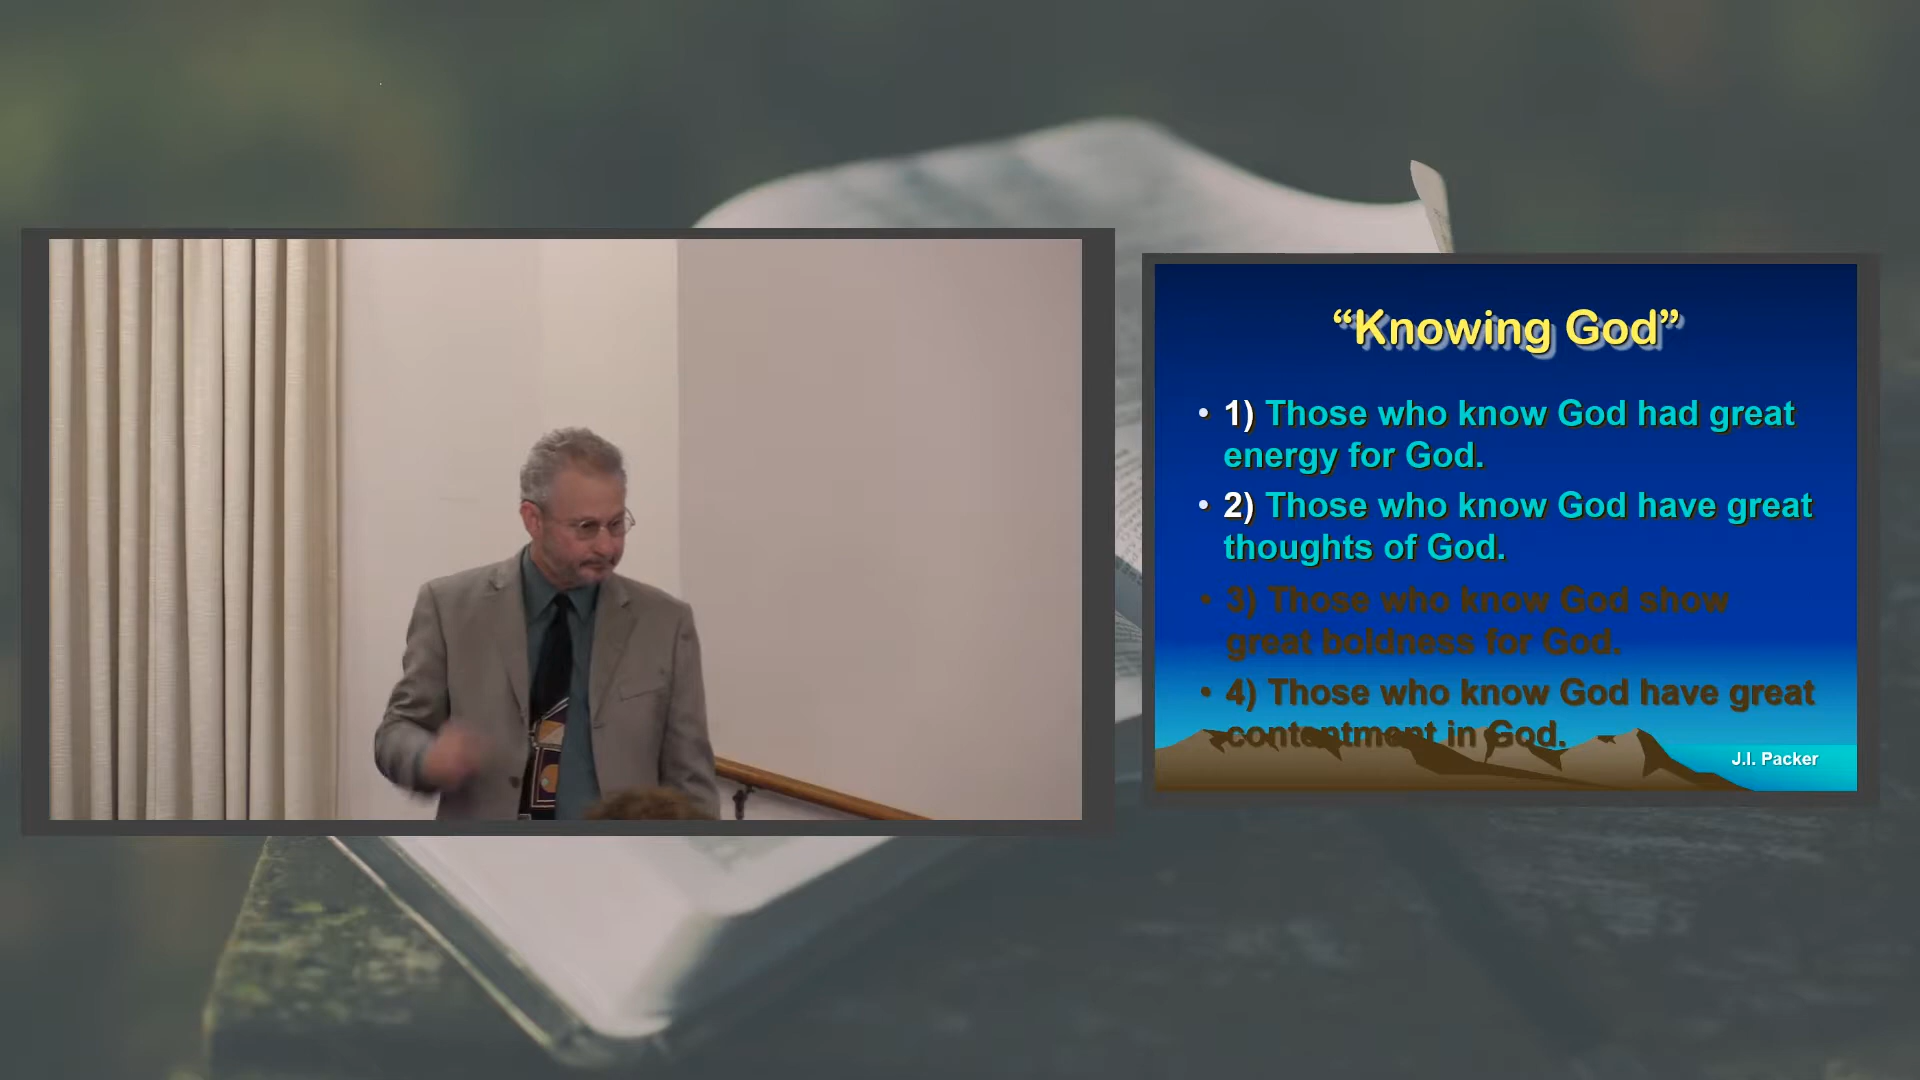 “Knowing God”
• 1) Those who know God had great
energy for God.
• 2) Those who know God have great
thoughts of God.
• 3) Those who know God show
great boldness for God.
• 4) Those who know God have great
contentment in God.
J.I. Packer